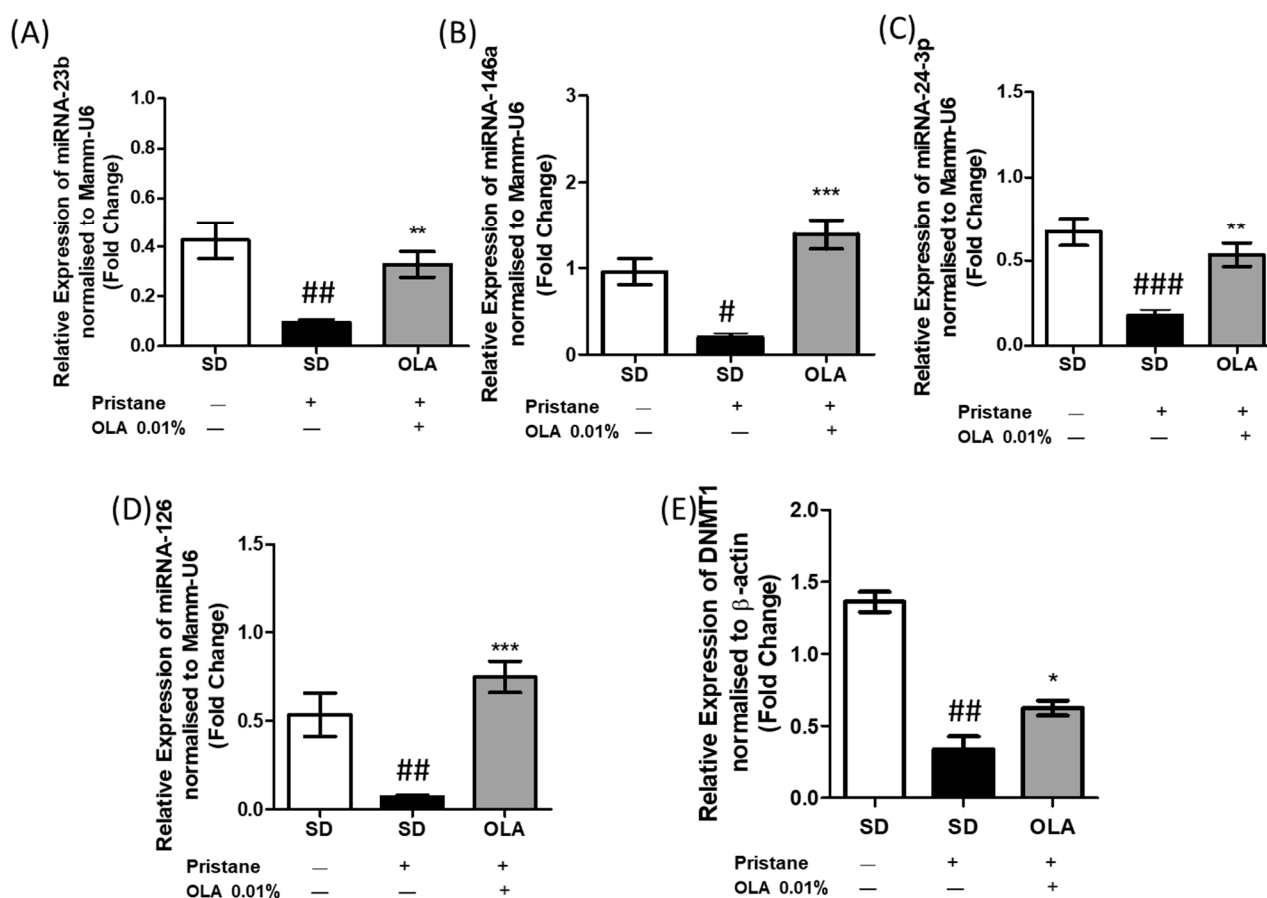 (A)
Relative Expression of miRNA-23b
normalised to Mamm-U6
(Fold Change)
1.0
0.8
0.6
0.4
0.2
0.0
**
##
SD SD OLA
Pristane — + +
OLA 0.01% — — +
(B)
Relative Expression of miRNA-146a
normalised to Mamm-U6
(Fold Change)
3
2
1
0
***
#
SD SD OLA
Pristane — + +
OLA 0.01% — — +
(C)
Relative Expression of miRNA-24-3p
normalised to Mamm-U6
(Fold Change)
1.5
1.0
0.5
0.0
**
###
SD SD OLA
Pristane — + +
OLA 0.01% — — +
(D)
Relative Expression of miRNA-126
normalised to Mamm-U6
(Fold Change)
1.5
1.0
0.5
0.0
***
##
SD SD OLA
Pristane — + +
OLA 0.01% — — +
(E)
Relative Expression of DNMT1
normalised to β-actin
(Fold Change)
2.0
1.5
1.0
0.5
0.0
*
##
SD SD OLA
Pristane — + +
OLA 0.01% — — +